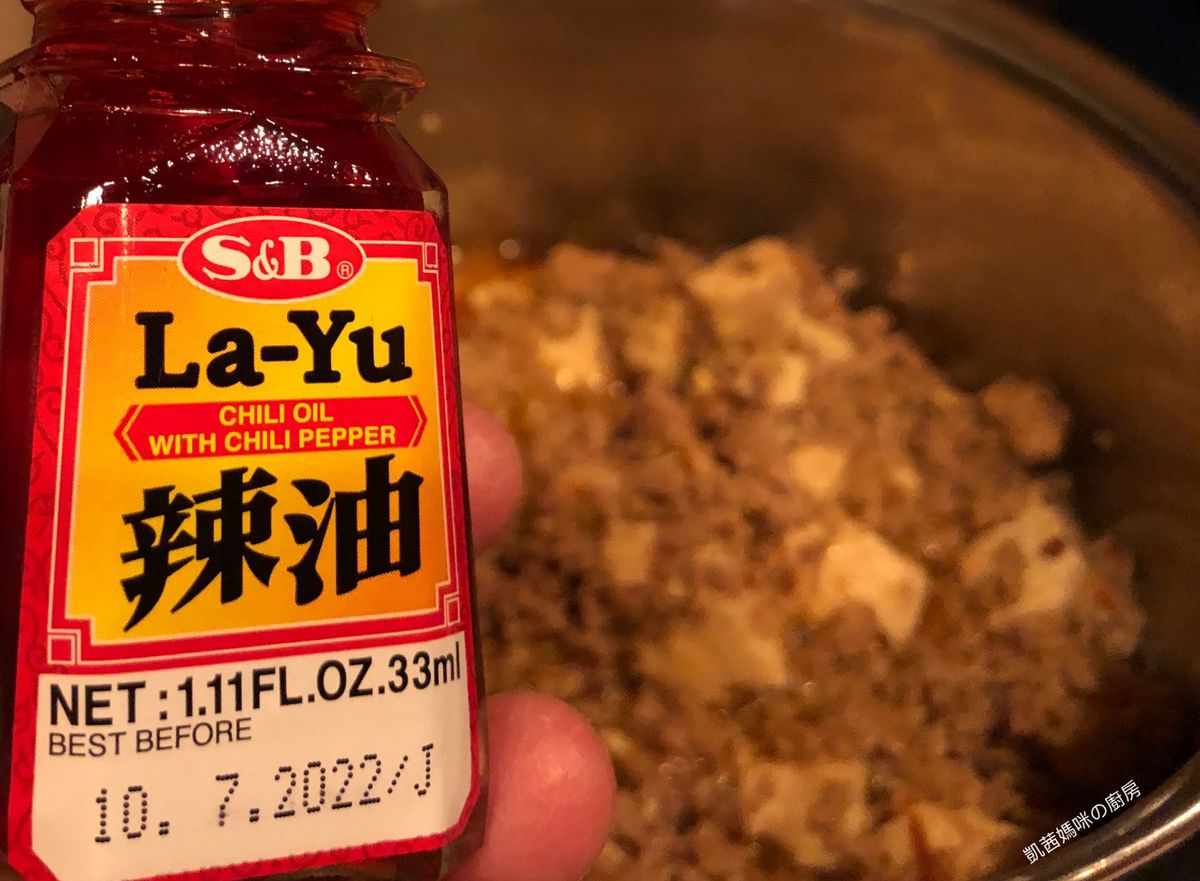 S&B®
La-Yu
CHILI OIL
WITH CHILI PEPPER
辣油
NET : 1.11FL.OZ.33ml
BEST BEFORE
10. 7.2022/J
凱茜媽咪の廚房